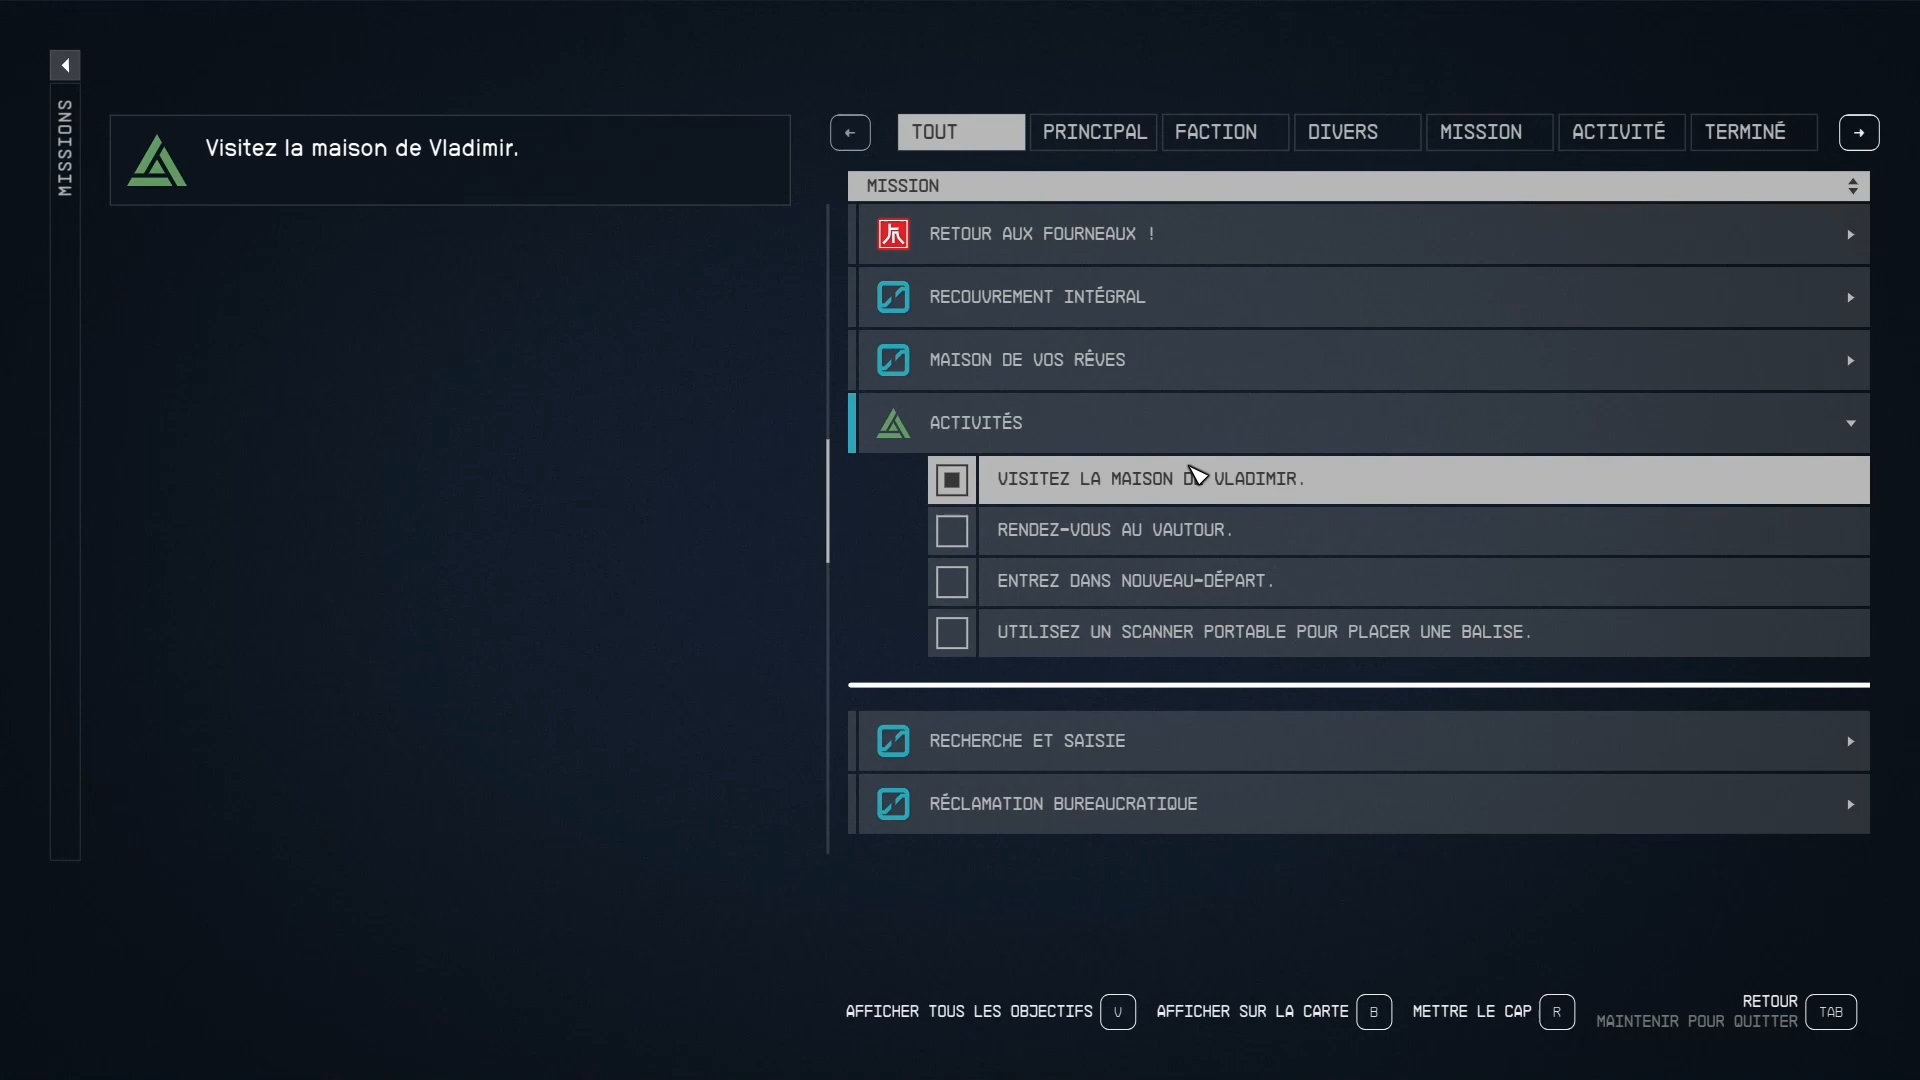 MISSIONS
Visitez la maison de Vladimir.
TOUT
PRINCIPAL
FACTION
DIVERS
MISSION
ACTIVITÉ
TERMINÉ
MISSION
RETOUR AUX FOURNEAUX !
RECOUVREMENT INTÉGRAL
MAISON DE VOS RÊVES
ACTIVITÉS
VISITEZ LA MAISON DE VLADIMIR.
RENDEZ-VOUS AU VAUTOUR.
ENTREZ DANS NOUVEAU-DÉPART.
UTILISEZ UN SCANNER PORTABLE POUR PLACER UNE BALISE.
RECHERCHE ET SAISIE
RÉCLAMATION BUREAUCRATIQUE
AFFICHER TOUS LES OBJECTIFS V
AFFICHER SUR LA CARTE B
METTRE LE CAP R
RETOUR
MAINTENIR POUR QUITTER
TAB